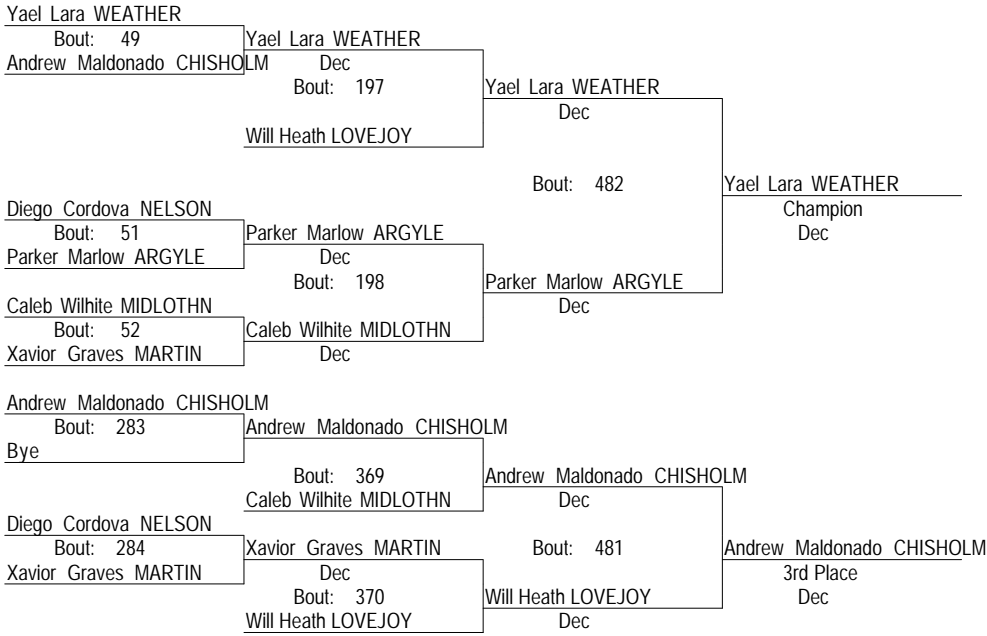 Yael Lara WEATHER
Bout: 49
Yael Lara WEATHER
Andrew Maldonado CHISHOLM
Dec
Bout: 197
Yael Lara WEATHER
Dec
Will Heath LOVEJOY
Bout: 482
Yael Lara WEATHER
Diego Cordova NELSON
Champion
Bout: 51
Parker Marlow ARGYLE
Dec
Parker Marlow ARGYLE
Dec
Bout: 198
Parker Marlow ARGYLE
Caleb Wilhite MIDLOTHN
Dec
Bout: 52
Caleb Wilhite MIDLOTHN
Xavior Graves MARTIN
Dec
Andrew Maldonado CHISHOLM
Bout: 283
Andrew Maldonado CHISHOLM
Bye
Bout: 369
Andrew Maldonado CHISHOLM
Caleb Wilhite MIDLOTHN
Dec
Diego Cordova NELSON
Bout: 284
Xavior Graves MARTIN
Bout: 481
Andrew Maldonado CHISHOLM
Xavior Graves MARTIN
Dec
3rd Place
Bout: 370
Will Heath LOVEJOY
Dec
Will Heath LOVEJOY
Dec